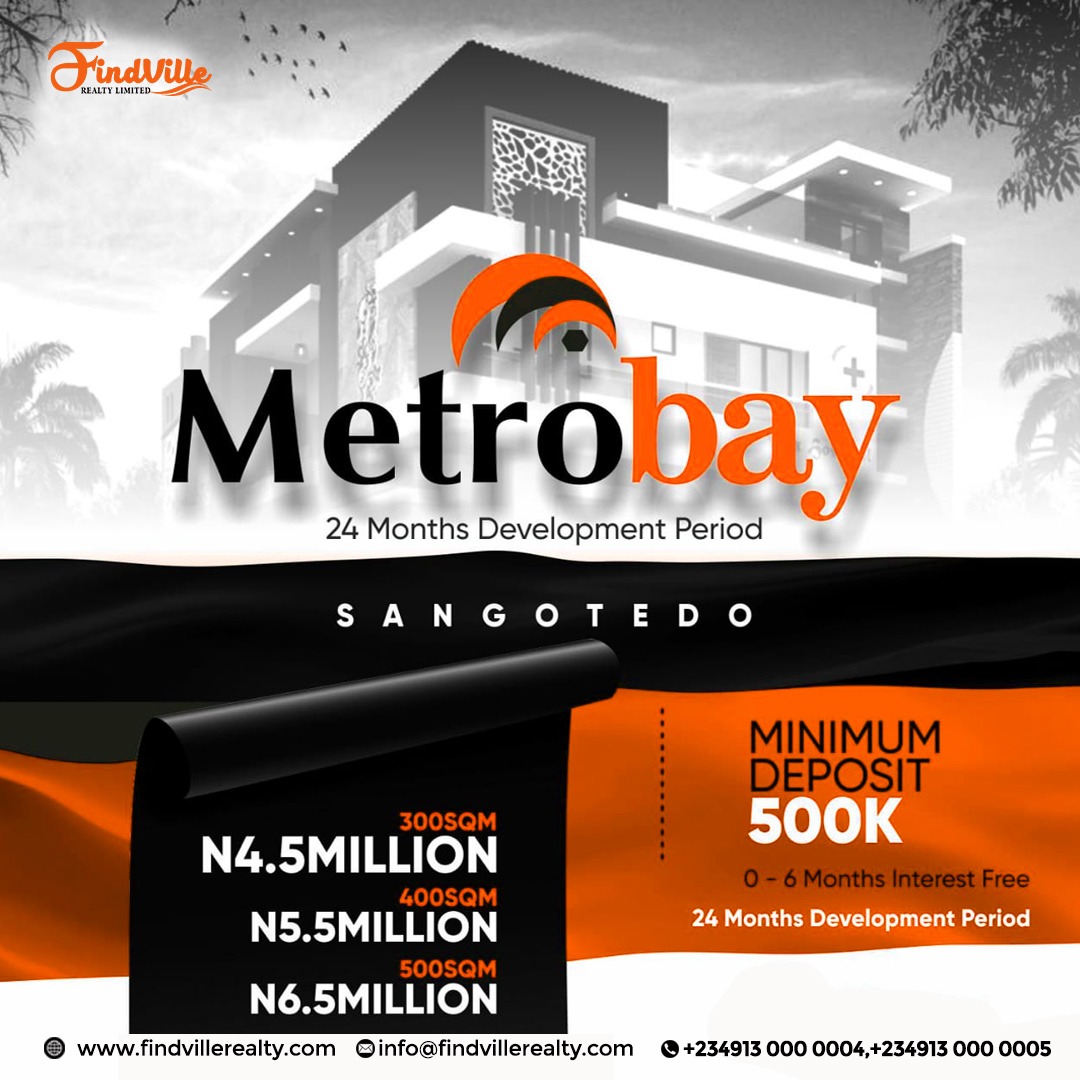 FindVille
REALTY LIMITED
Metrobay
24 Months Development Period
SANGOTEDO
300SQM
N4.5MILLION
400SQM
N5.5MILLION
500SQM
N6.5MILLION
MINIMUM
DEPOSIT
500K
0 - 6 Months Interest Free
24 Months Development Period
www.findvillerealty.com info@findvillerealty.com +234913 000 0004,+234913 000 0005